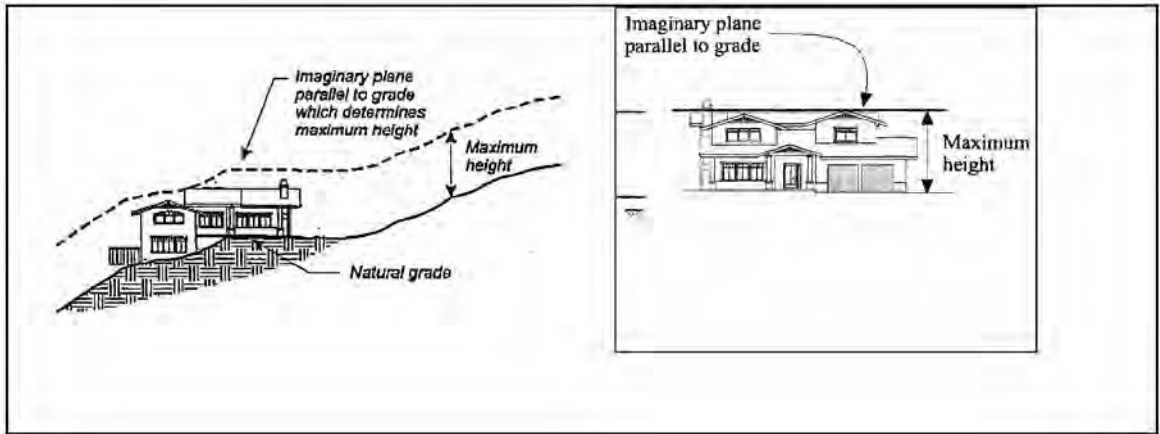 Imaginary plane
parallel to grade
which determines
maximum height
Maximum
height
Natural grade
Imaginary plane
parallel to grade
Maximum
height